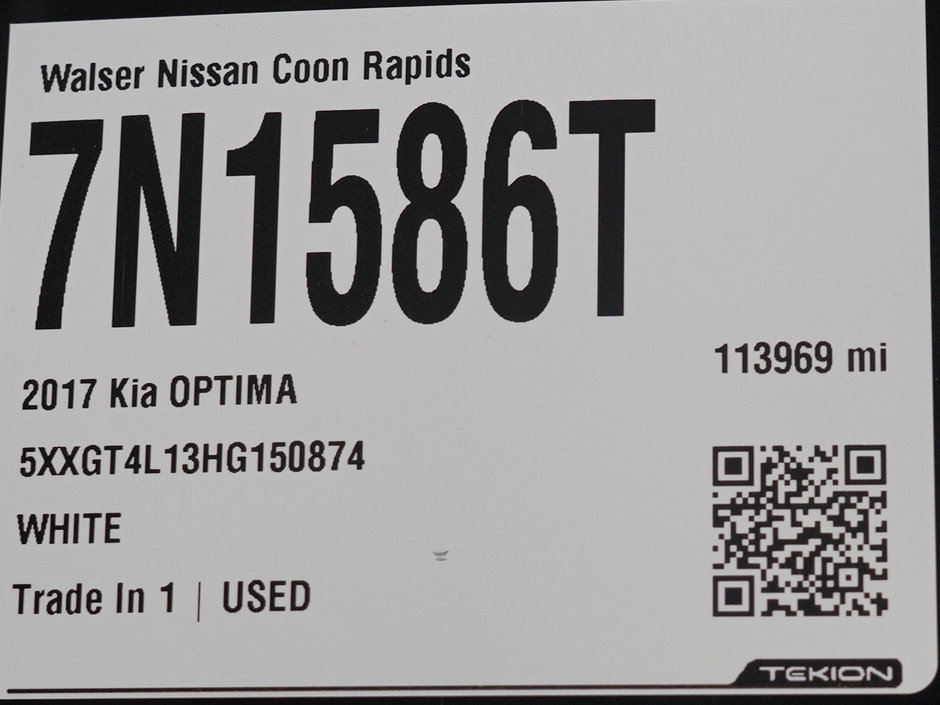 Walser Nissan Coon Rapids
7N1586T
113969 mi
2017 Kia OPTIMA
5XXGT4L13HG150874
WHITE
Trade In 1 | USED
TEKION